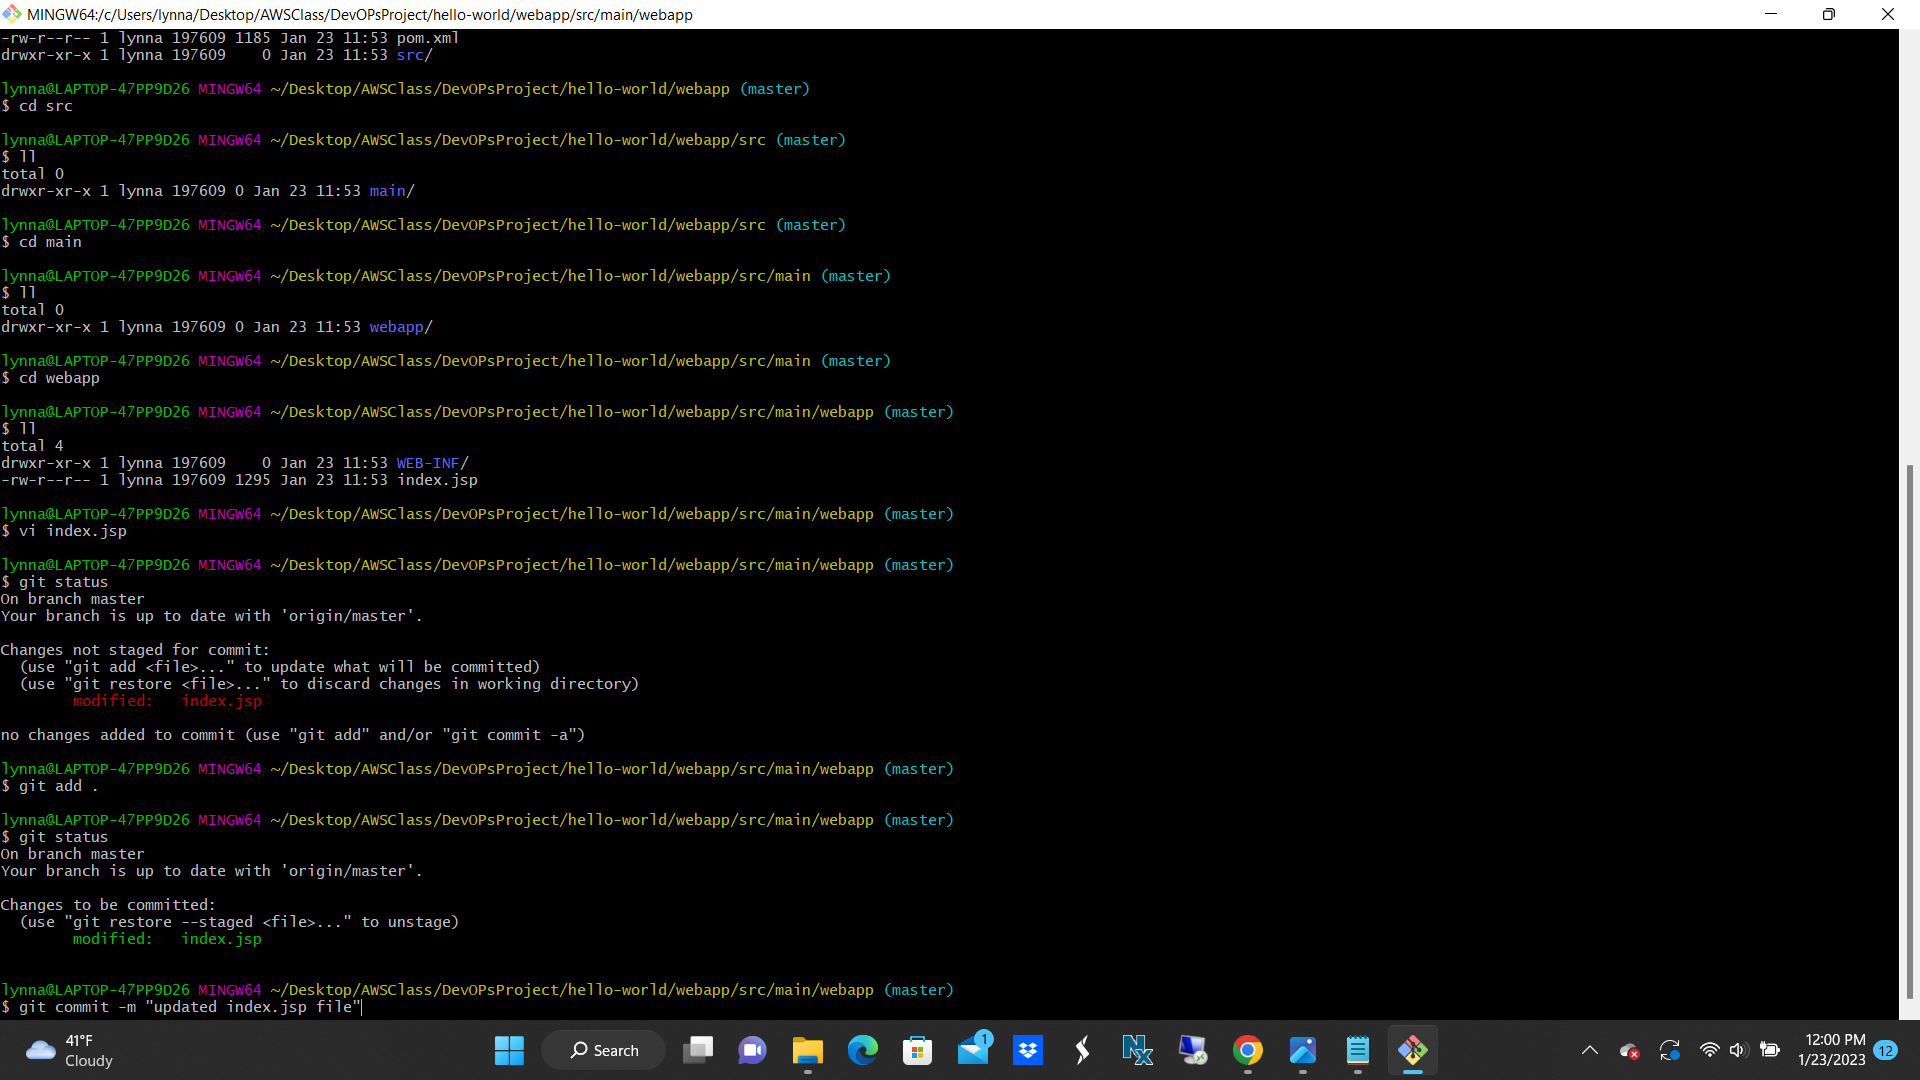 MINGW64:/c/Users/lynna/Desktop/AWSClass/DevOPsProject/hello-world/webapp/src/main/webapp
-rw-r--r-- 1 lynna 197609 1185 Jan 23 11:53 pom.xml
drwxr-xr-x 1 lynna 197609    0 Jan 23 11:53 src/
lynna@LAPTOP-47PP9D26 MINGW64 ~/Desktop/AWSClass/DevOPsProject/hello-world/webapp (master)
$ cd src
lynna@LAPTOP-47PP9D26 MINGW64 ~/Desktop/AWSClass/DevOPsProject/hello-world/webapp/src (master)
$ ll
total 0
drwxr-xr-x 1 lynna 197609 0 Jan 23 11:53 main/
lynna@LAPTOP-47PP9D26 MINGW64 ~/Desktop/AWSClass/DevOPsProject/hello-world/webapp/src (master)
$ cd main
lynna@LAPTOP-47PP9D26 MINGW64 ~/Desktop/AWSClass/DevOPsProject/hello-world/webapp/src/main (master)
$ ll
total 0
drwxr-xr-x 1 lynna 197609 0 Jan 23 11:53 webapp/
lynna@LAPTOP-47PP9D26 MINGW64 ~/Desktop/AWSClass/DevOPsProject/hello-world/webapp/src/main (master)
$ cd webapp
lynna@LAPTOP-47PP9D26 MINGW64 ~/Desktop/AWSClass/DevOPsProject/hello-world/webapp/src/main/webapp (master)
$ ll
total 4
drwxr-xr-x 1 lynna 197609    0 Jan 23 11:53 WEB-INF/
-rw-r--r-- 1 lynna 197609 1295 Jan 23 11:53 index.jsp
lynna@LAPTOP-47PP9D26 MINGW64 ~/Desktop/AWSClass/DevOPsProject/hello-world/webapp/src/main/webapp (master)
$ vi index.jsp
lynna@LAPTOP-47PP9D26 MINGW64 ~/Desktop/AWSClass/DevOPsProject/hello-world/webapp/src/main/webapp (master)
$ git status
On branch master
Your branch is up to date with 'origin/master'.
Changes not staged for commit:
  (use "git add <file>..." to update what will be committed)
  (use "git restore <file>..." to discard changes in working directory)
        modified:   index.jsp
no changes added to commit (use "git add" and/or "git commit -a")
lynna@LAPTOP-47PP9D26 MINGW64 ~/Desktop/AWSClass/DevOPsProject/hello-world/webapp/src/main/webapp (master)
$ git add .
lynna@LAPTOP-47PP9D26 MINGW64 ~/Desktop/AWSClass/DevOPsProject/hello-world/webapp/src/main/webapp (master)
$ git status
On branch master
Your branch is up to date with 'origin/master'.
Changes to be committed:
  (use "git restore --staged <file>..." to unstage)
        modified:   index.jsp
lynna@LAPTOP-47PP9D26 MINGW64 ~/Desktop/AWSClass/DevOPsProject/hello-world/webapp/src/main/webapp (master)
$ git commit -m "updated index.jsp file"
41°F
Cloudy
Search
1
12:00 PM
1/23/2023
12